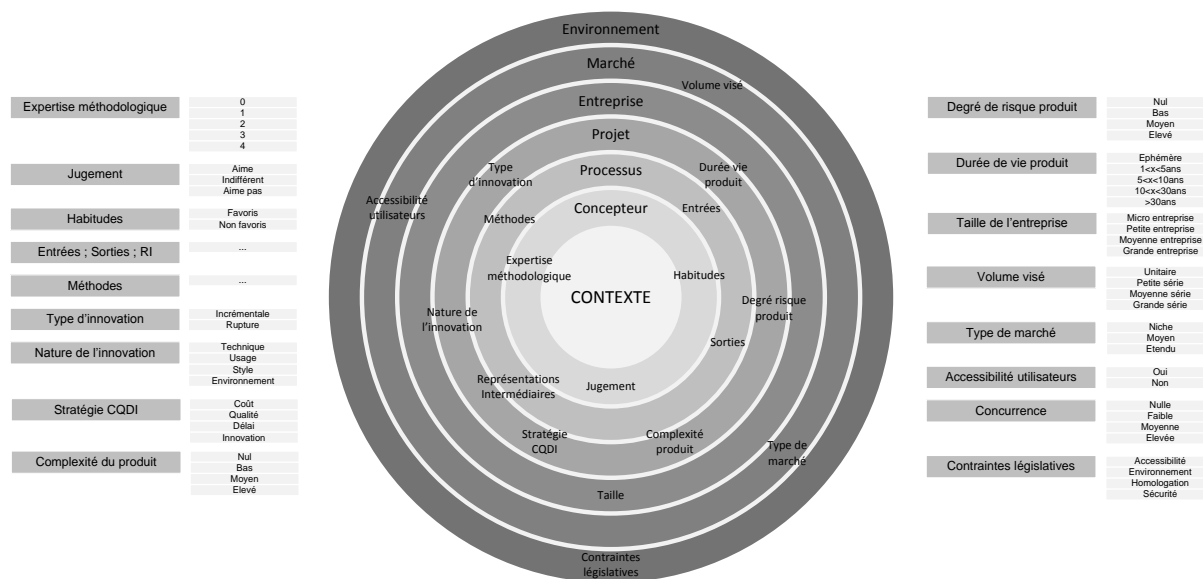 Expertise méthodologique
0
1
2
3
4
Jugement
Aime
Indifférent
Aime pas
Habitudes
Favoris
Non favoris
Entrées ; Sorties ; RI
...
Méthodes
...
Type d'innovation
Incrémentale
Rupture
Nature de l'innovation
Technique
Usage
Style
Environnement
Stratégie CQDI
Coût
Qualité
Délai
Innovation
Complexité du produit
Nul
Bas
Moyen
Elevé
Environnement
Marché
Volume visé
Entreprise
Projet
Type
d'innovation
Durée vie
produit
Processus
Accessibilité
utilisateurs
Méthodes
Concepteur
Entrées
Expertise
méthodologique
Habitudes
CONTEXTE
Nature de
l'innovation
Degré risque
produit
Sorties
Représentations
Intermédiaires
Jugement
Stratégie
CQDI
Complexité
produit
Type de
marché
Taille
Contraintes
législatives
Degré de risque produit
Nul
Bas
Moyen
Elevé
Durée de vie produit
Ephémère
1<x<5ans
5<x<10ans
10<x<30ans
>30ans
Taille de l'entreprise
Micro entreprise
Petite entreprise
Moyenne entreprise
Grande entreprise
Volume visé
Unitaire
Petite série
Moyenne série
Grande série
Type de marché
Niche
Moyen
Etendu
Accessibilité utilisateurs
Oui
Non
Concurrence
Nulle
Faible
Moyenne
Elevée
Contraintes législatives
Accessibilité
Environnement
Homologation
Sécurité